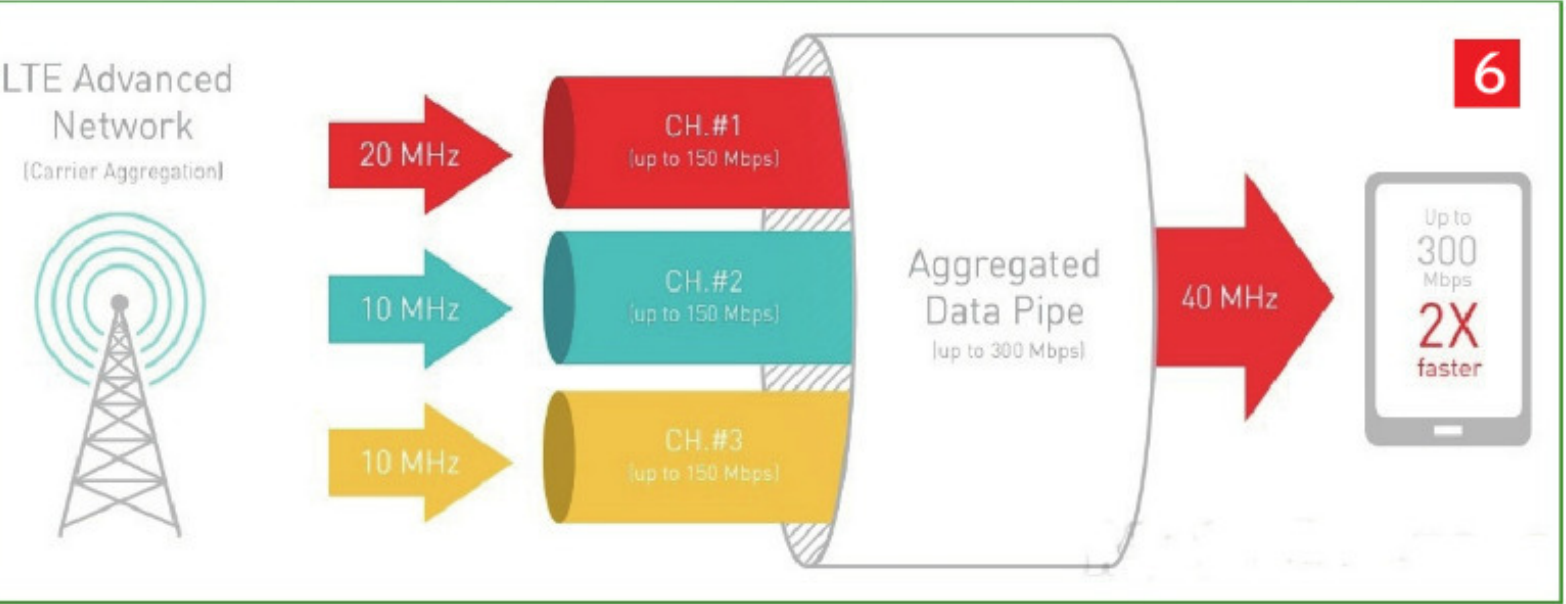 LTE Advanced
Network
(Carrier Aggregation)
20 MHz
CH.#1
(up to 150 Mbps)
10 MHz
CH.#2
(up to 150 Mbps)
10 MHz
CH.#3
(up to 150 Mbps)
Aggregated
Data Pipe
(up to 300 Mbps)
40 MHz
6
Up to
300
Mbps
2X
faster